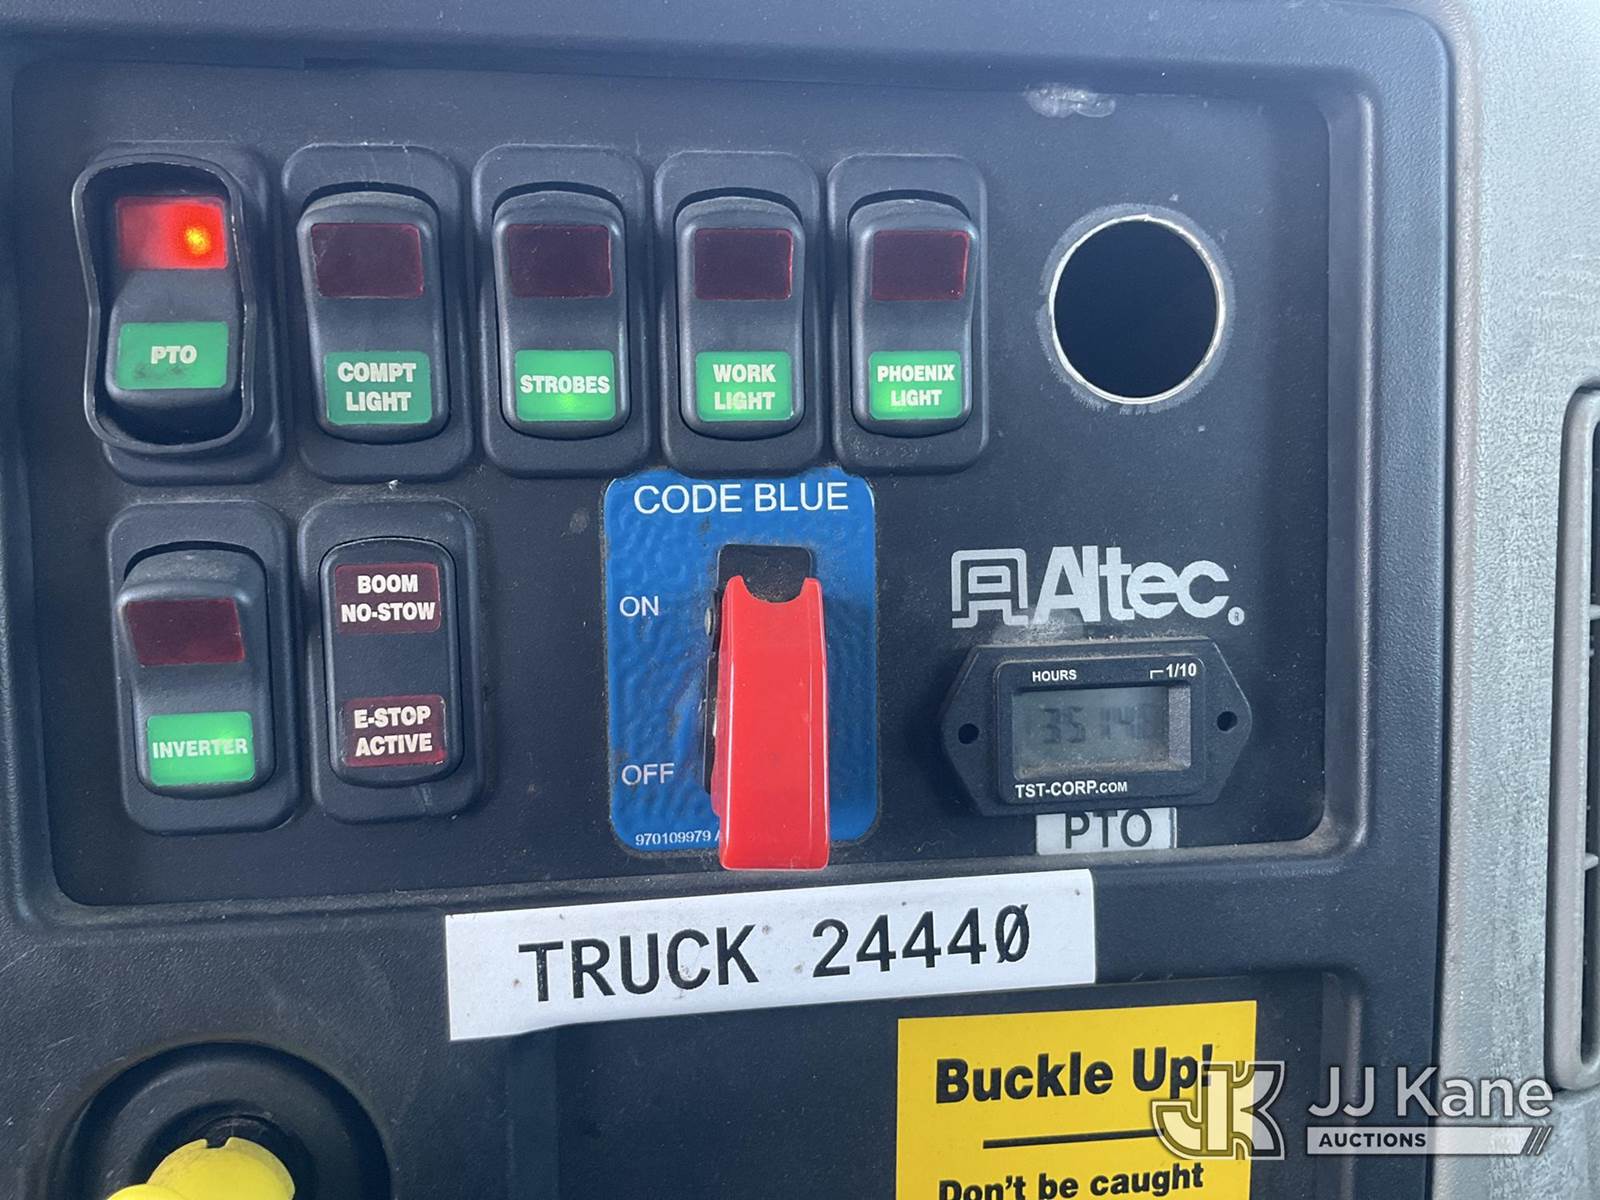 PTO
COMPT
LIGHT
STROBES
WORK
LIGHT
PHOENIX
LIGHT
INVERTER
BOOM
NO-STOW
E-STOP
ACTIVE
CODE BLUE
ON
OFF
970109979
Altec
HOURS
1/10
TST-CORP.COM
PTO
TRUCK 24440
Buckle Up!
Don't be caught
JJ Kane
AUCTIONS